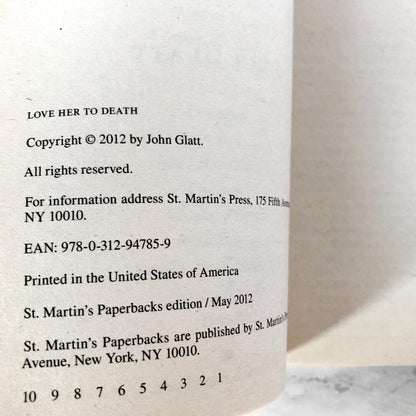 LOVE HER TO DEATH
Copyright © 2012 by John Glatt.
All rights reserved.
For information address St. Martin's Press, 175 Fifth
NY 10010.
EAN: 978-0-312-94785-9
Printed in the United States of America
St. Martin's Paperbacks edition / May 2012
St. Martin's Paperbacks are published by St. Martin's
Avenue, New York, NY 10010.
10 9 8 7 6 5 4 3 2 1